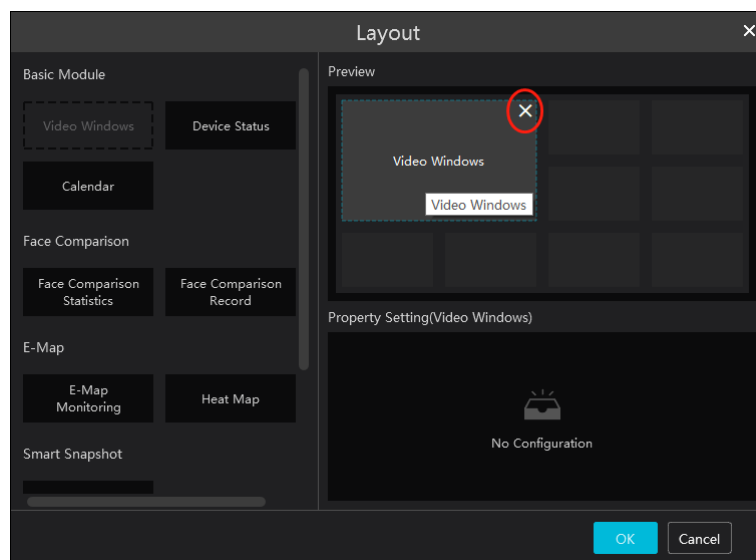 Layout
Basic Module
Video Windows
Device Status
Calendar
Face Comparison
Face Comparison
Statistics
Face Comparison
Record
E-Map
E-Map
Monitoring
Heat Map
Smart Snapshot
Preview
Video Windows
Video Windows
Property Setting(Video Windows)
No Configuration
OK
Cancel